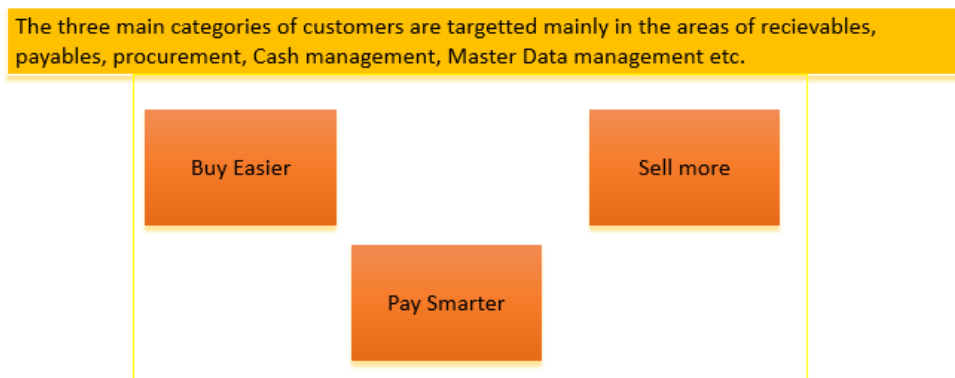 The three main categories of customers are targetted mainly in the areas of recievables,
payables, procurement, Cash management, Master Data management etc.
Buy Easier
Sell more
Pay Smarter